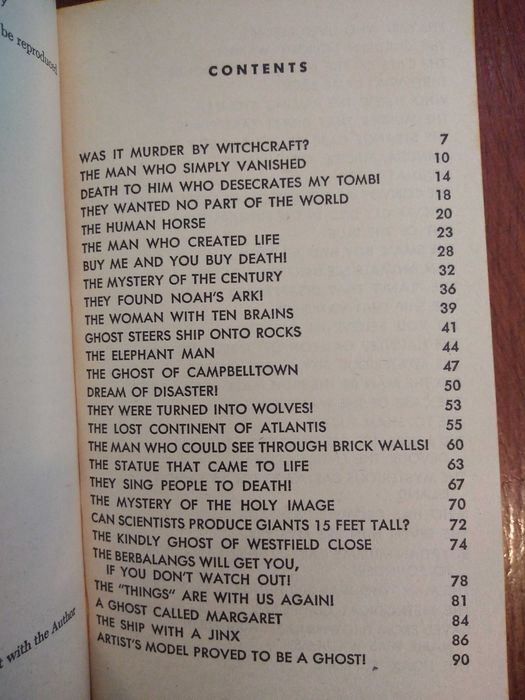 y
be reproduced
t with the Author
CONTENTS
WAS IT MURDER BY WITCHCRAFT? 7
THE MAN WHO SIMPLY VANISHED 10
DEATH TO HIM WHO DESECRATES MY TOMB! 14
THEY WANTED NO PART OF THE WORLD 18
THE HUMAN HORSE 20
THE MAN WHO CREATED LIFE 23
BUY ME AND YOU BUY DEATH! 28
THE MYSTERY OF THE CENTURY 32
THEY FOUND NOAH'S ARK! 36
THE WOMAN WITH TEN BRAINS 39
GHOST STEERS SHIP ONTO ROCKS 41
THE ELEPHANT MAN 44
THE GHOST OF CAMPBELLTOWN 47
DREAM OF DISASTER! 50
THEY WERE TURNED INTO WOLVES! 53
THE LOST CONTINENT OF ATLANTIS 55
THE MAN WHO COULD SEE THROUGH BRICK WALLS! 60
THE STATUE THAT CAME TO LIFE 63
THEY SING PEOPLE TO DEATH! 67
THE MYSTERY OF THE HOLY IMAGE 70
CAN SCIENTISTS PRODUCE GIANTS 15 FEET TALL? 72
THE KINDLY GHOST OF WESTFIELD CLOSE 74
THE BERBALANGS WILL GET YOU,
IF YOU DON'T WATCH OUT! 78
THE "THINGS" ARE WITH US AGAIN! 81
A GHOST CALLED MARGARET 84
THE SHIP WITH A JINX 86
ARTIST'S MODEL PROVED TO BE A GHOST! 90